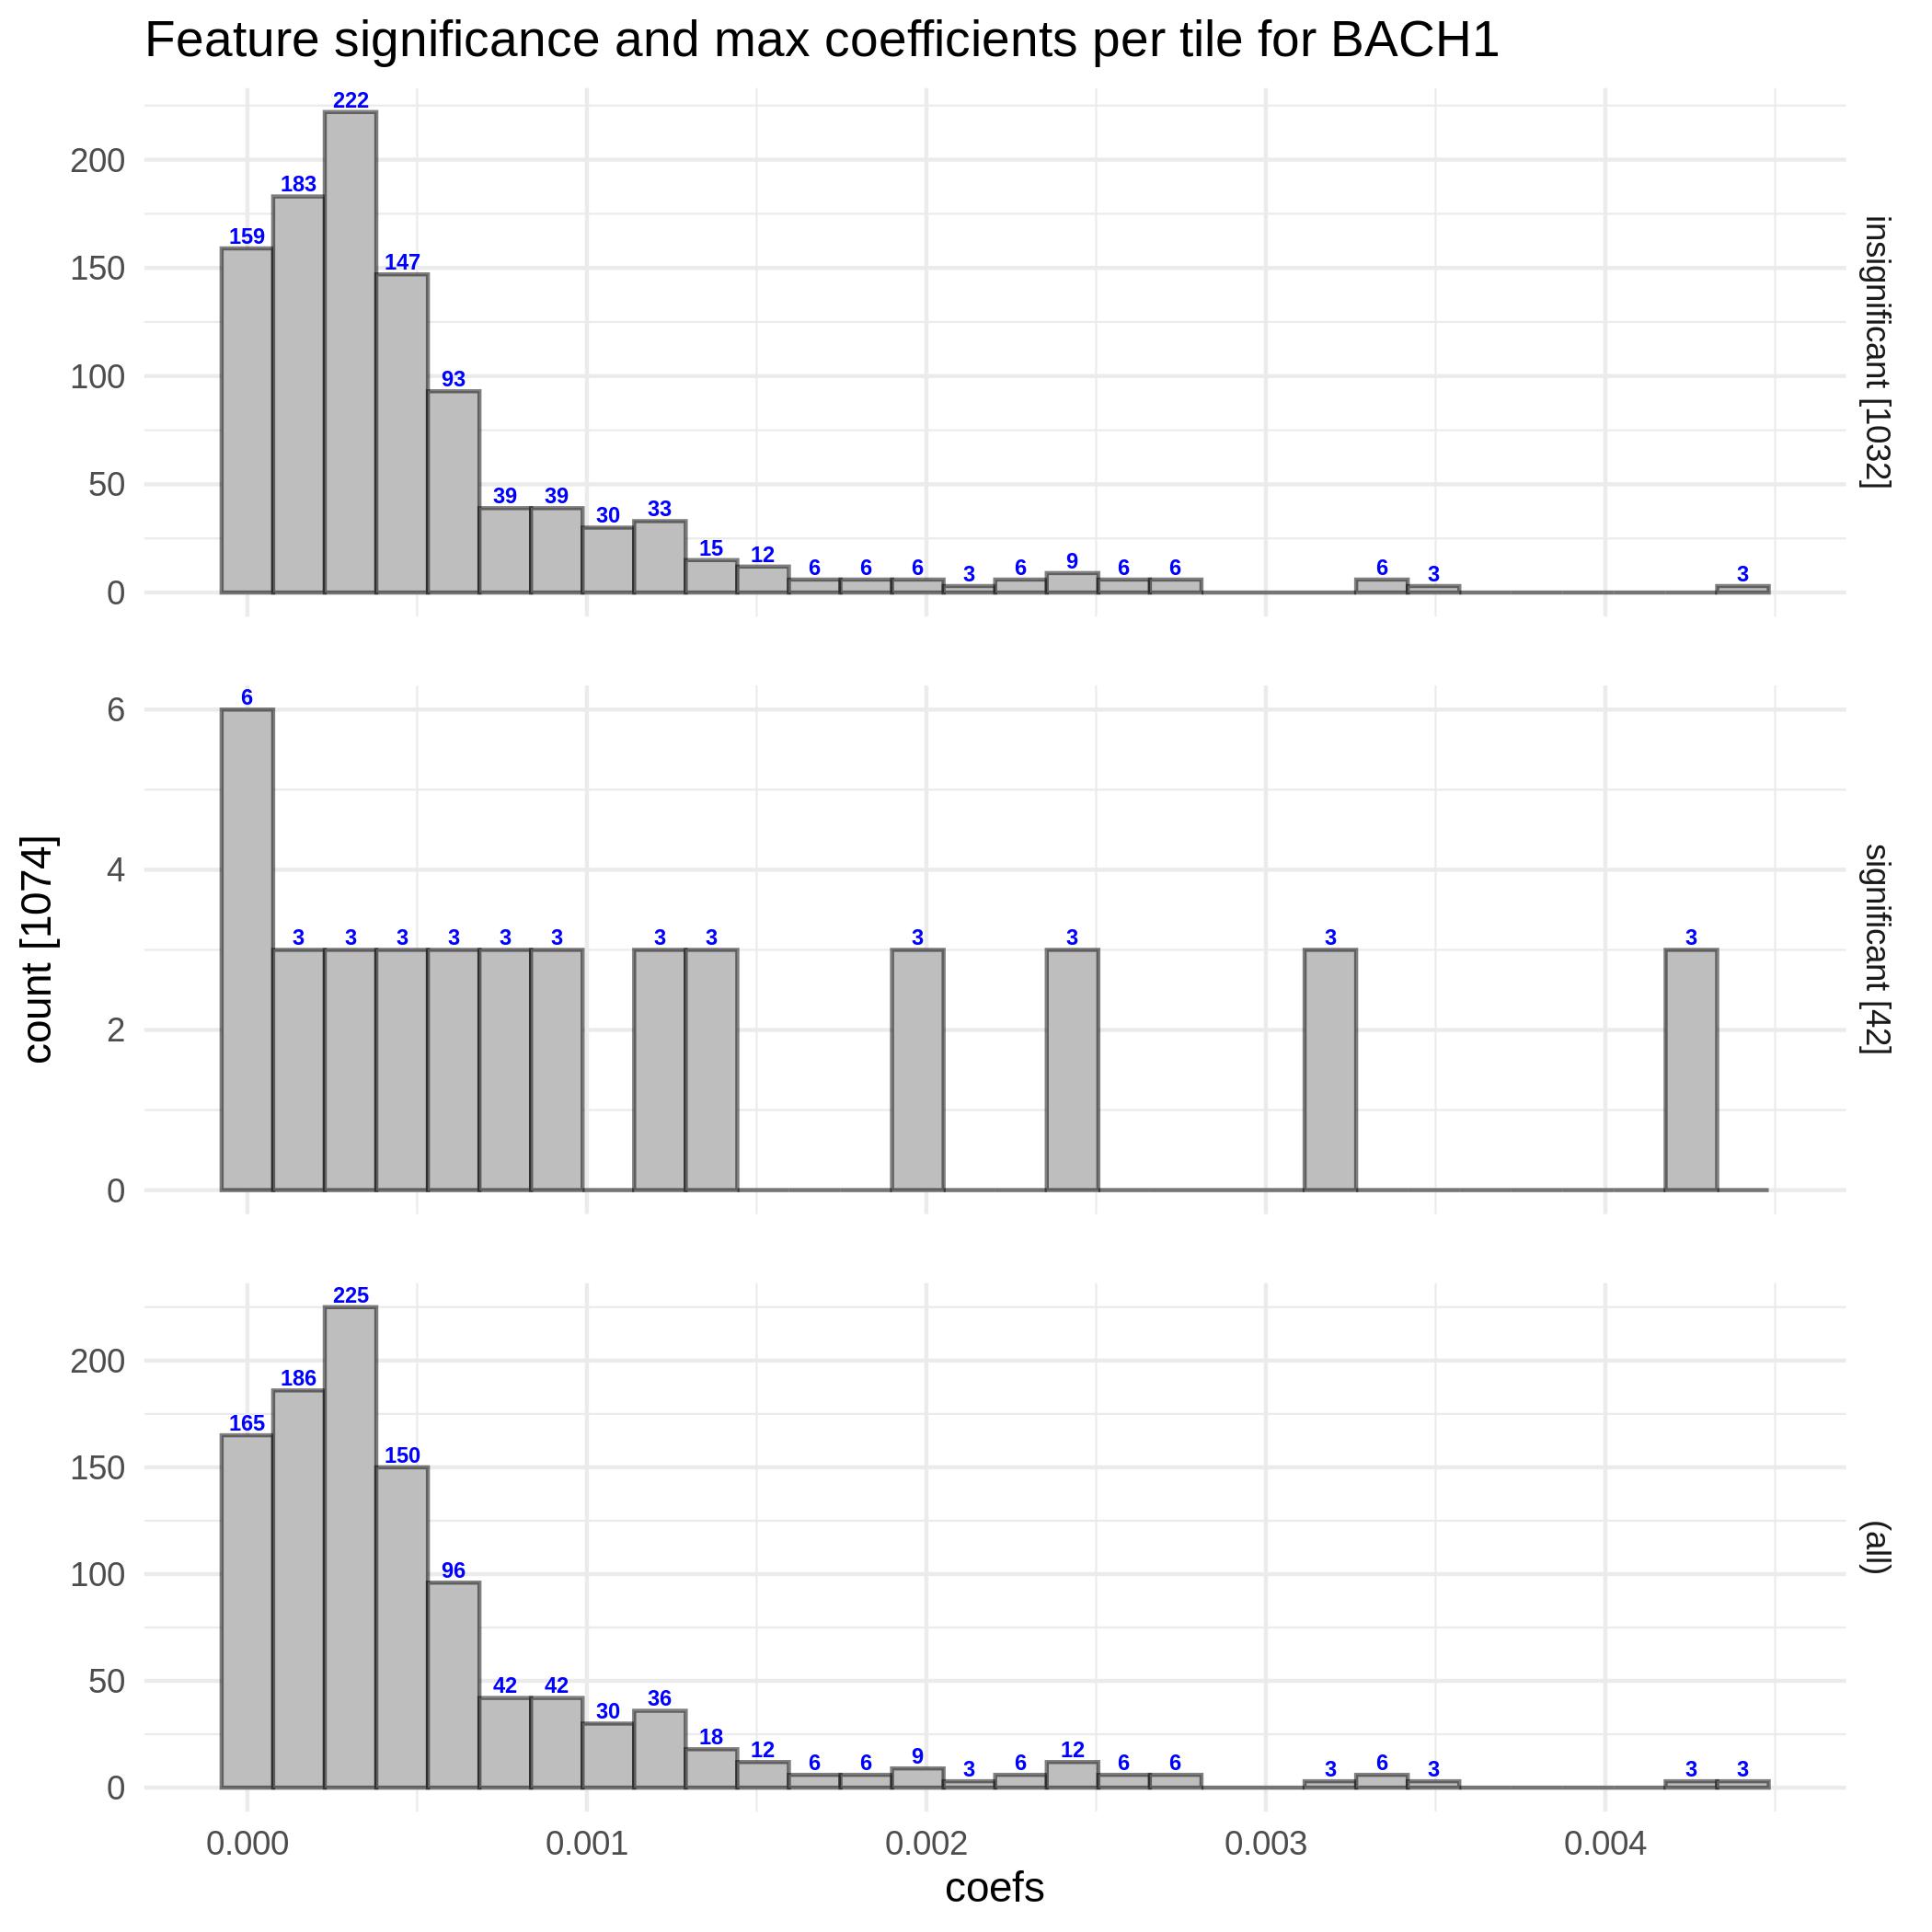 Feature significance and max coefficients per tile for BACH1
222
183
159
147
93
39 39 30 33 15 12 6 6 6 3 6 9 6 6 6 3 3
200
150
100
50
0
insignificant [1032]
6
3 3 3 3 3 3 3 3 3 3 3 3
6
4
2
0
significant [42]
count [1074]
225
186
165
150
96
42 42 30 36 18 12 6 6 9 3 6 12 6 6 3 6 3 3 3
200
150
100
50
0
(all)
0.000 0.001 0.002 0.003 0.004
coefs